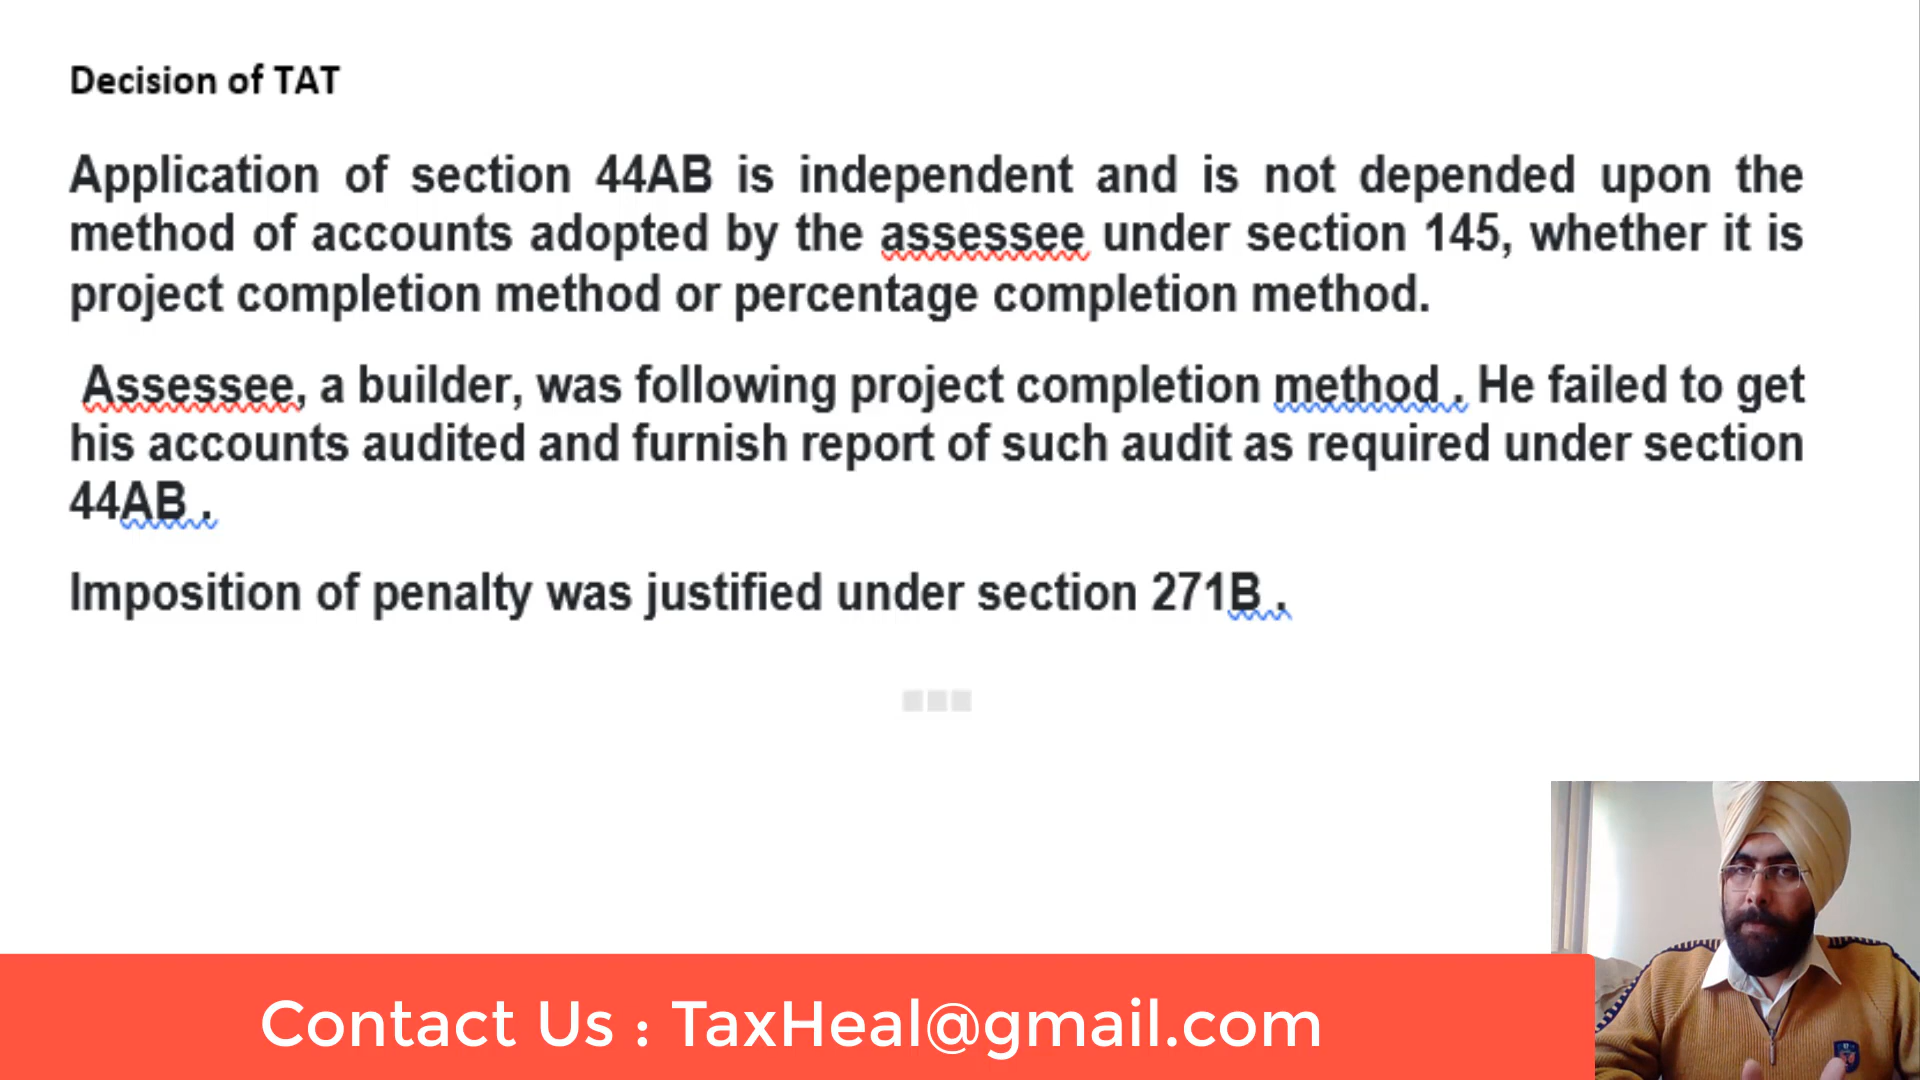 Decision of TAT
Application of section 44AB is independent and is not depended upon the
method of accounts adopted by the assessee under section 145, whether it is
project completion method or percentage completion method.
Assessee, a builder, was following project completion method . He failed to get
his accounts audited and furnish report of such audit as required under section
44AB .
Imposition of penalty was justified under section 271B .
Contact Us : TaxHeal@gmail.com